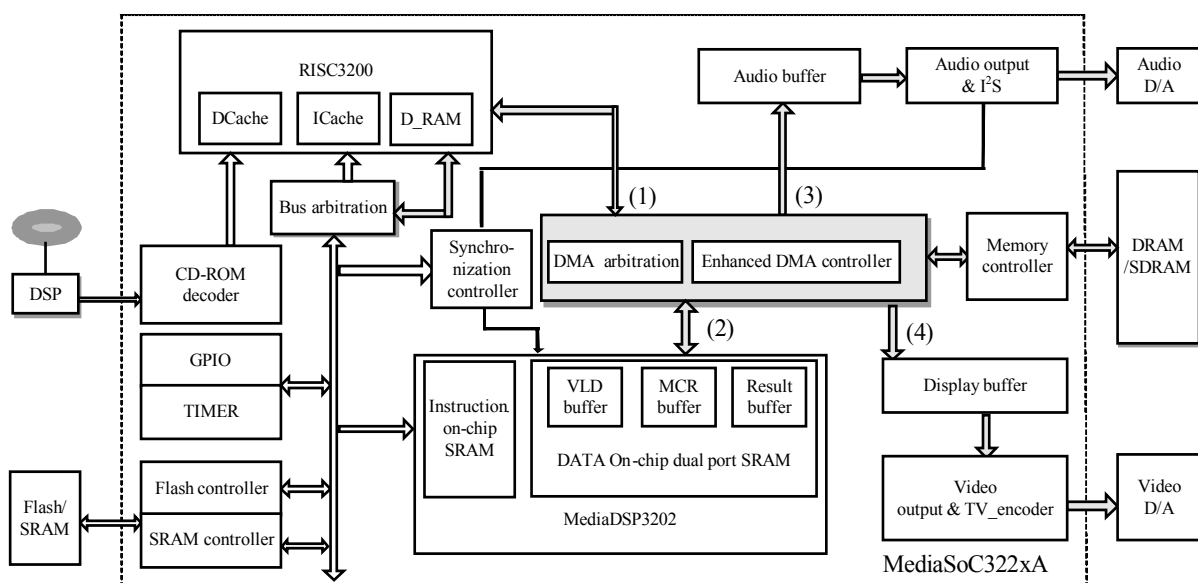 RISC3200
DCache
ICache
D_RAM
Audio buffer
Audio output
& I²S
Audio
D/A
Bus arbitration
(1)
(3)
Synchro-
nization
controller
DMA arbitration
Enhanced DMA controller
Memory
controller
DRAM
/SDRAM
DSP
CD-ROM
decoder
(2)
(4)
GPIO
TIMER
Instruction
on-chip
SRAM
VLD
buffer
MCR
buffer
Result
buffer
DATA On-chip dual port SRAM
MediaDSP3202
Display buffer
Flash/
SRAM
Flash controller
SRAM controller
Video
output & TV_encoder
Video
D/A
MediaSoC322xA